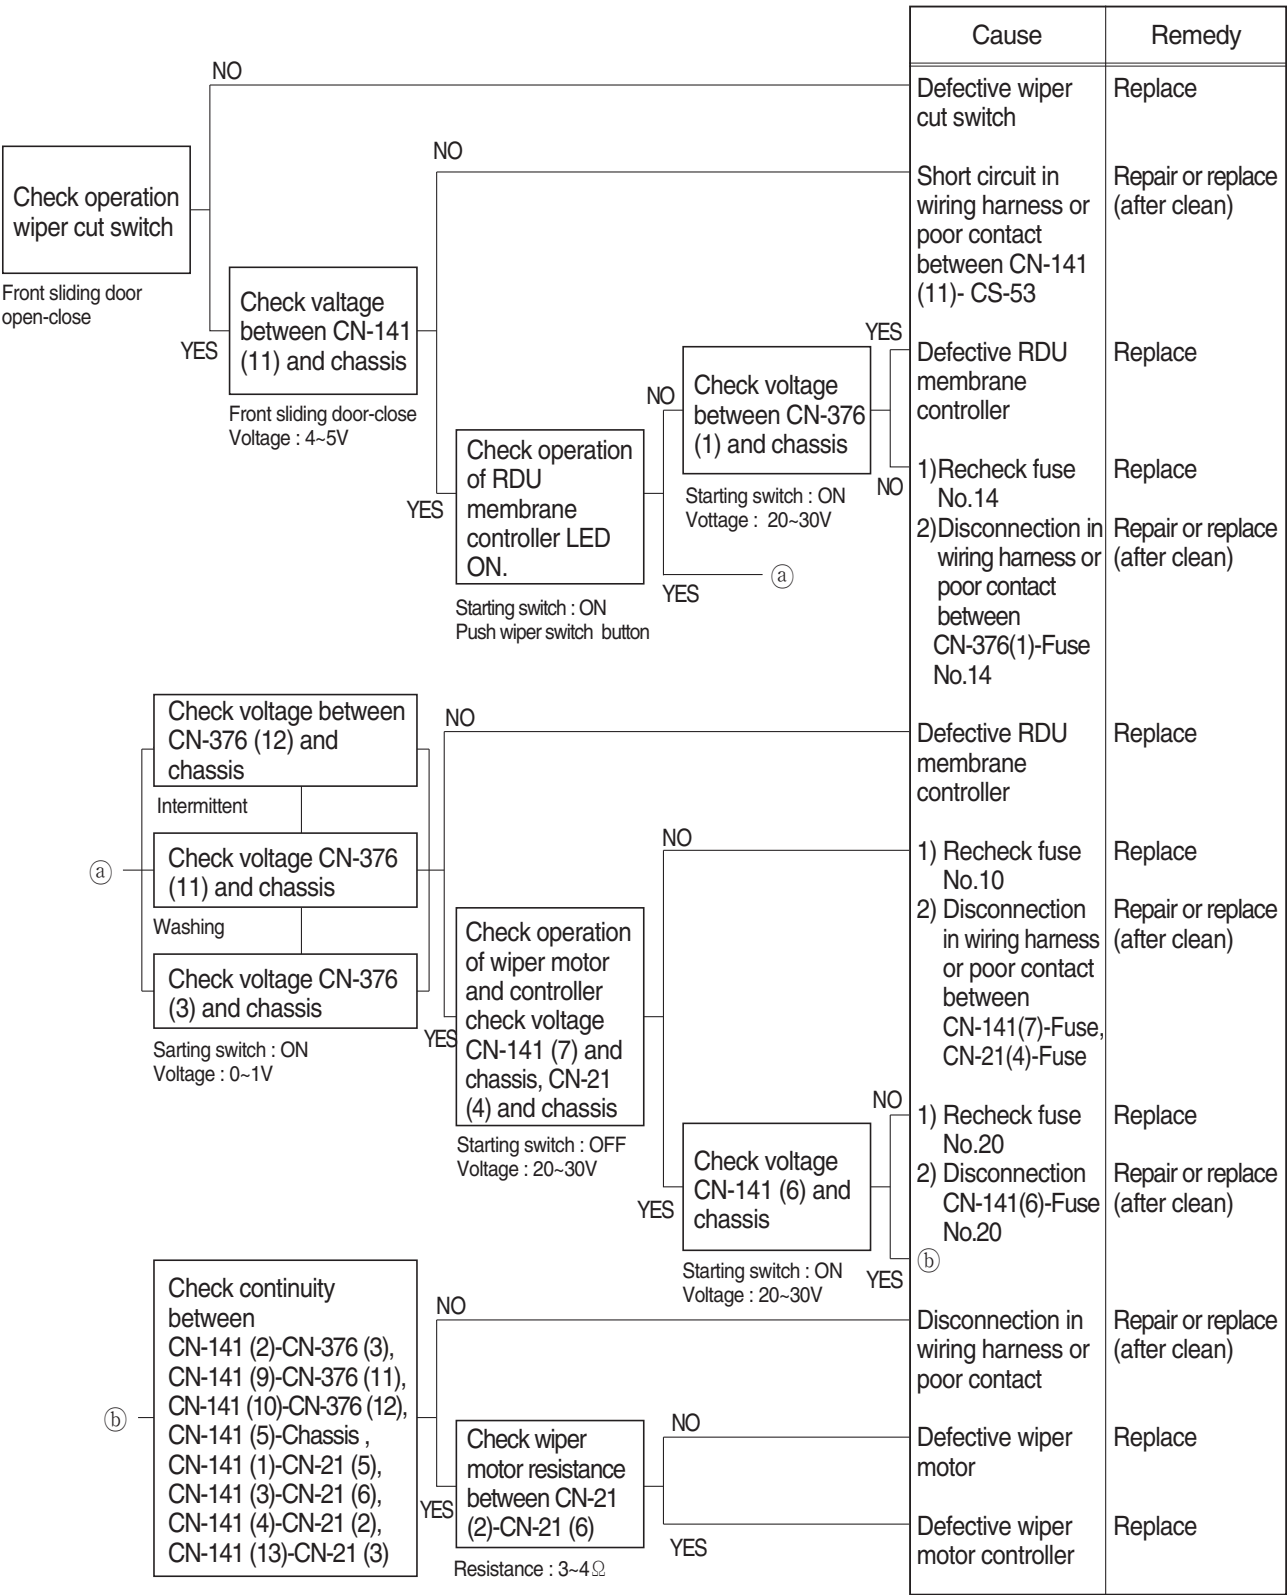 Cause
Remedy
NO
Defective wiper
cut switch
Replace
Check operation
wiper cut switch
Front sliding door
open-close
YES
NO
Short circuit in
wiring harness or
poor contact
between CN-141
(11)- CS-53
Repair or replace
(after clean)
Check valtage
between CN-141
(11) and chassis
Front sliding door-close
Voltage : 4~5V
YES
Check operation
of RDU
membrane
controller LED
ON.
Starting switch : ON
Push wiper switch button
NO
Check voltage
between CN-376
(1) and chassis
Starting switch : ON
Vottage : 20~30V
YES
Defective RDU
membrane
controller
Replace
NO
1)Recheck fuse
No.14
Replace
2)Disconnection in
wiring harness or
poor contact
between
CN-376(1)-Fuse
No.14
Repair or replace
(after clean)
YES
ⓐ
ⓐ
Check voltage between
CN-376 (12) and
chassis
Intermittent
Check voltage CN-376
(11) and chassis
Washing
Check voltage CN-376
(3) and chassis
Sarting switch : ON
Voltage : 0~1V
NO
Defective RDU
membrane
controller
Replace
YES
Check operation
of wiper motor
and controller
check voltage
CN-141 (7) and
chassis, CN-21
(4) and chassis
Starting switch : OFF
Voltage : 20~30V
NO
1) Recheck fuse
No.10
Replace
2) Disconnection
in wiring harness
or poor contact
between
CN-141(7)-Fuse,
CN-21(4)-Fuse
Repair or replace
(after clean)
YES
Check voltage
CN-141 (6) and
chassis
Starting switch : ON
Voltage : 20~30V
NO
1) Recheck fuse
No.20
Replace
2) Disconnection
CN-141(6)-Fuse
No.20
Repair or replace
(after clean)
YES
ⓑ
ⓑ
Check continuity
between
CN-141 (2)-CN-376 (3),
CN-141 (9)-CN-376 (11),
CN-141 (10)-CN-376 (12),
CN-141 (5)-Chassis ,
CN-141 (1)-CN-21 (5),
CN-141 (3)-CN-21 (6),
CN-141 (4)-CN-21 (2),
CN-141 (13)-CN-21 (3)
NO
Disconnection in
wiring harness or
poor contact
Repair or replace
(after clean)
YES
Check wiper
motor resistance
between CN-21
(2)-CN-21 (6)
Resistance : 3~4Ω
NO
Defective wiper
motor
Replace
YES
Defective wiper
motor controller
Replace